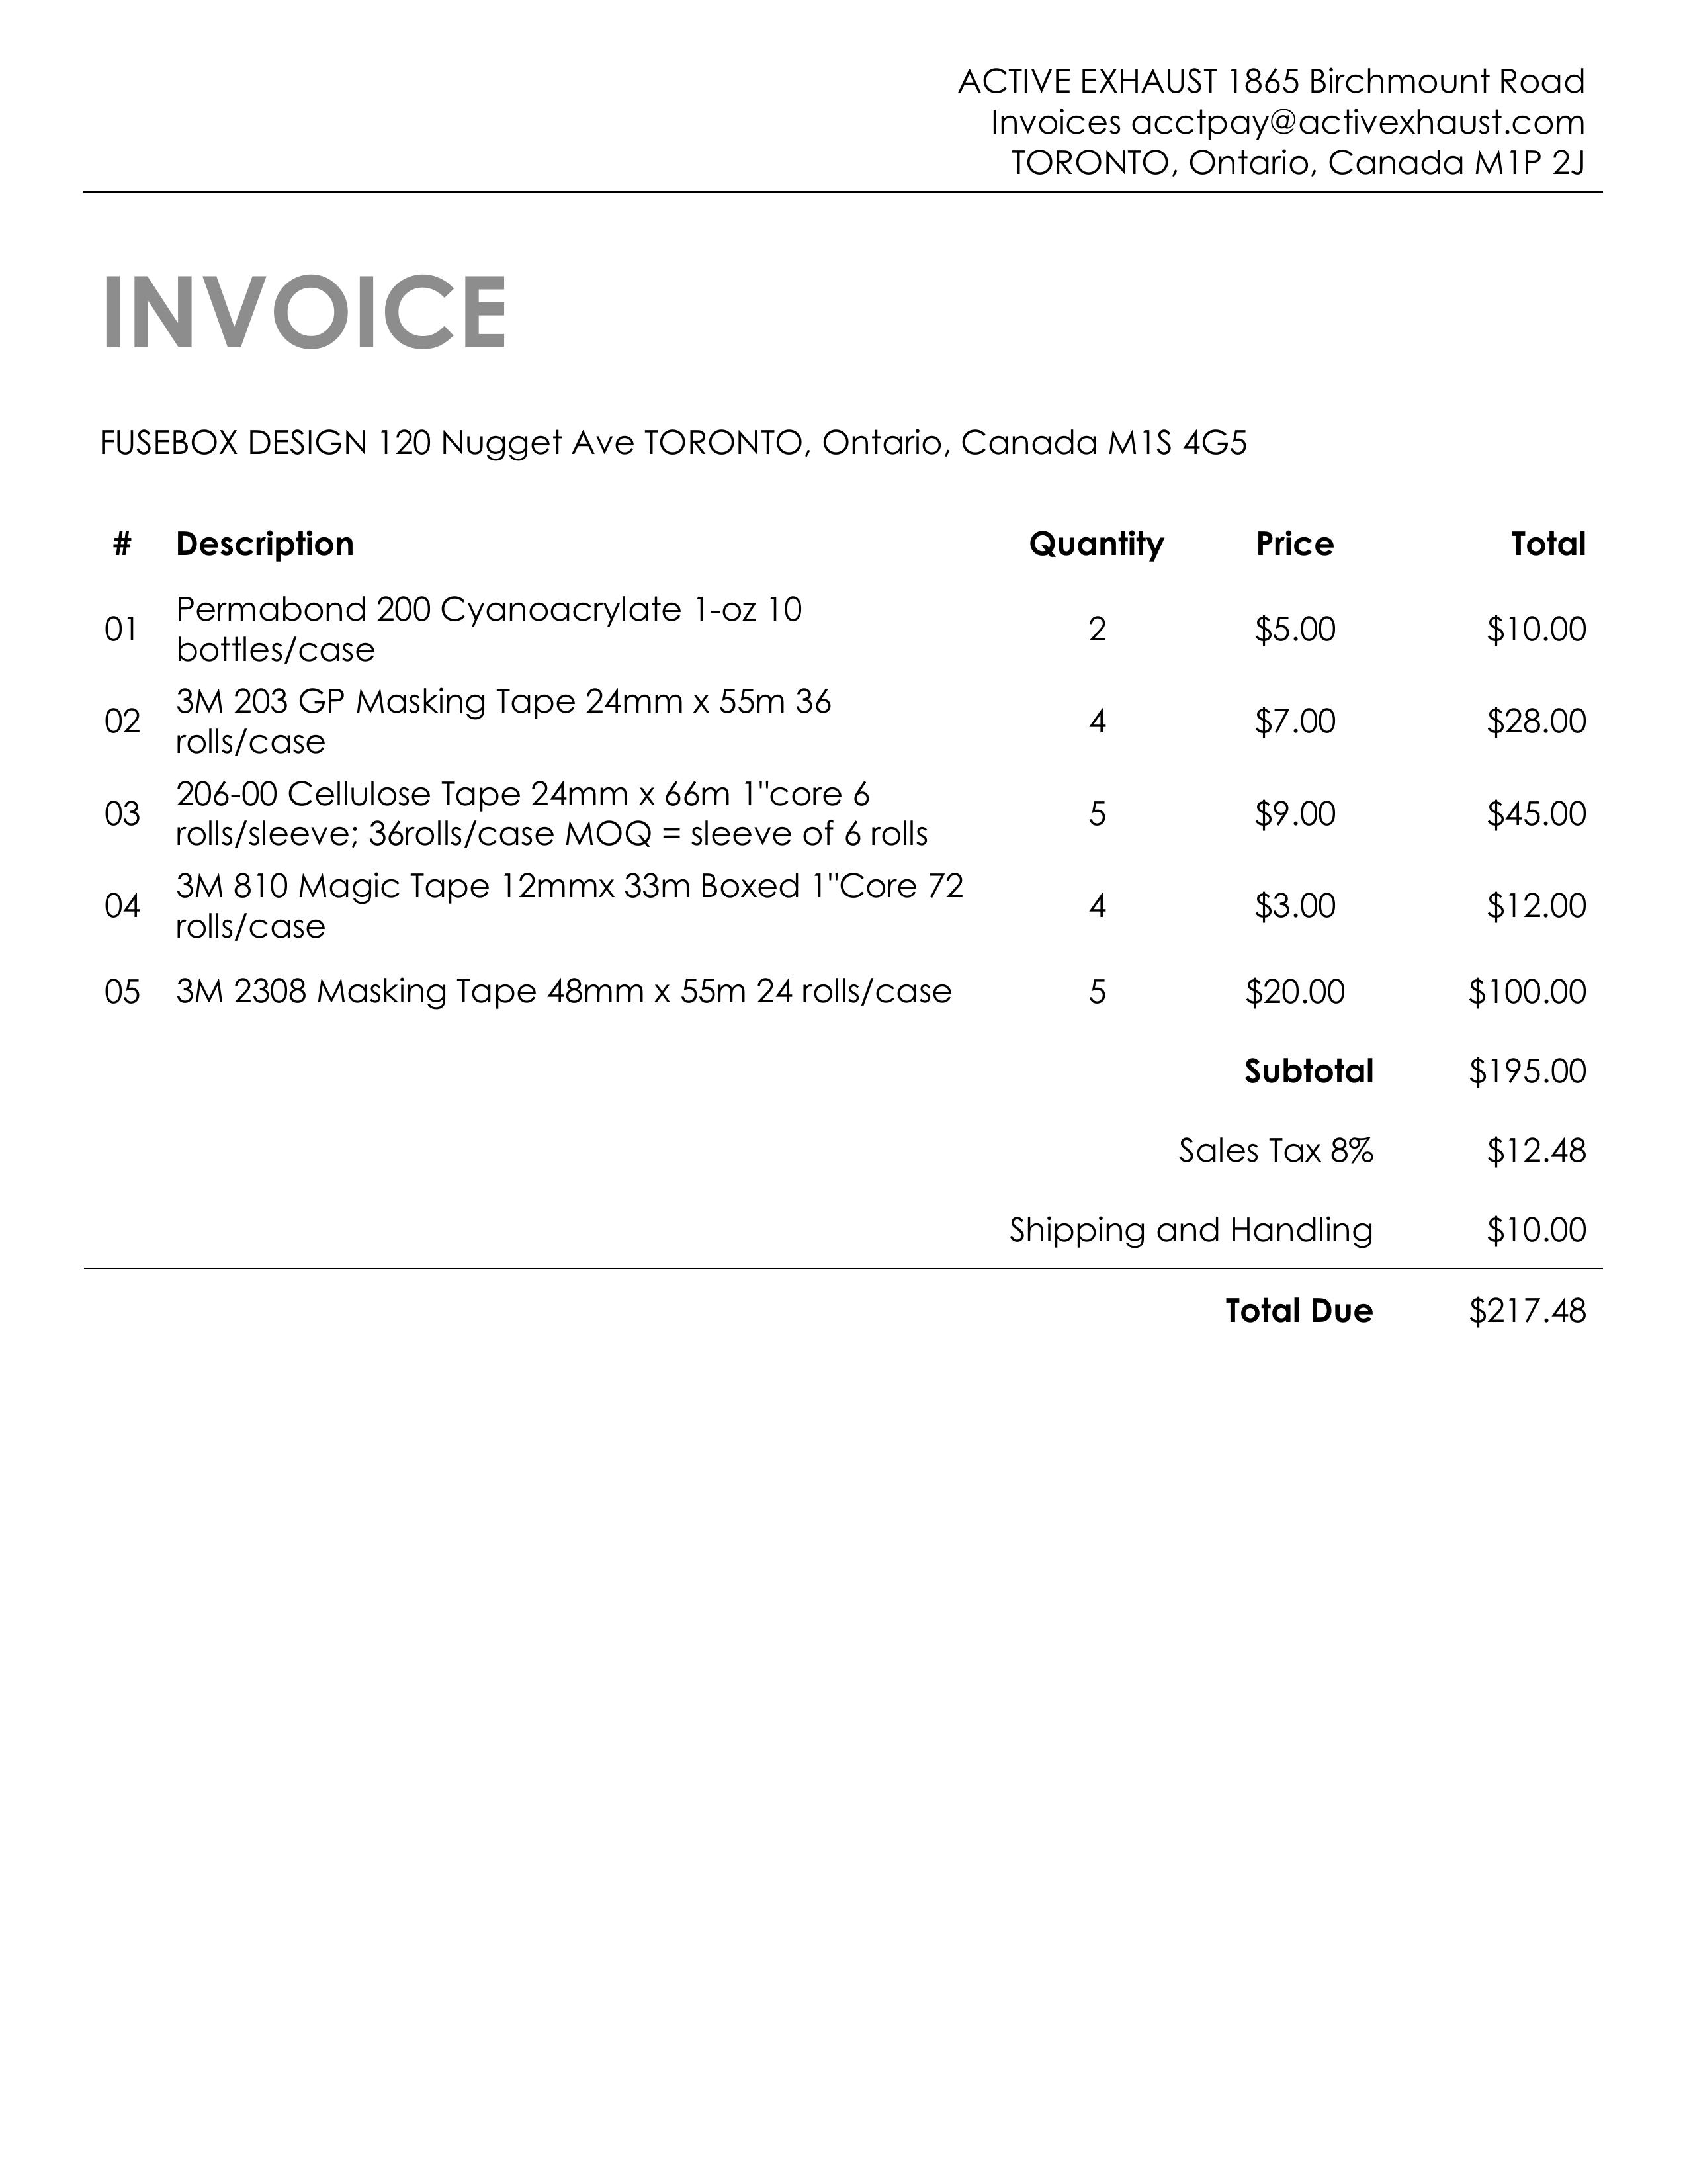 ACTIVE EXHAUST 1865 Birchmount Road
Invoices acctpay@activexhaust.com
TORONTO, Ontario, Canada M1P 2J
INVOICE
FUSEBOX DESIGN 120 Nugget Ave TORONTO, Ontario, Canada M1S 4G5
# Description Quantity Price Total
01 Permabond 200 Cyanoacrylate 1-oz 10
bottles/case 2 $5.00 $10.00
02 3M 203 GP Masking Tape 24mm x 55m 36
rolls/case 4 $7.00 $28.00
03 206-00 Cellulose Tape 24mm x 66m 1"core 6
rolls/sleeve; 36rolls/case MOQ = sleeve of 6 rolls 5 $9.00 $45.00
04 3M 810 Magic Tape 12mmx 33m Boxed 1"Core 72
rolls/case 4 $3.00 $12.00
05 3M 2308 Masking Tape 48mm x 55m 24 rolls/case 5 $20.00 $100.00
Subtotal $195.00
Sales Tax 8% $12.48
Shipping and Handling $10.00
Total Due $217.48